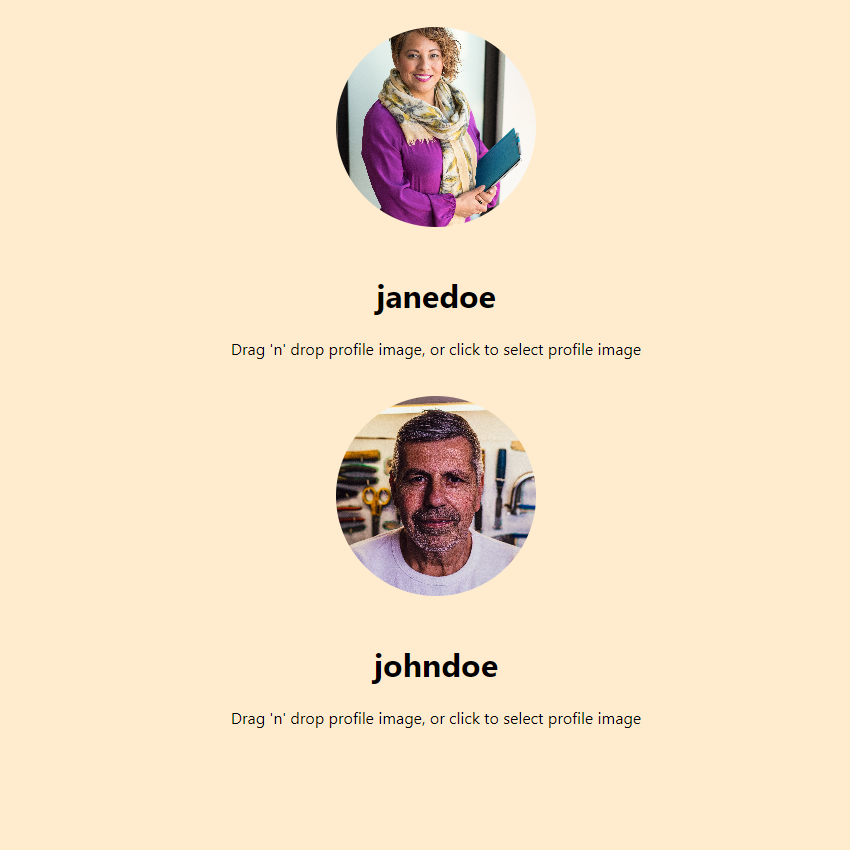 janedoe
Drag 'n' drop profile image, or click to select profile image
johndoe
Drag 'n' drop profile image, or click to select profile image